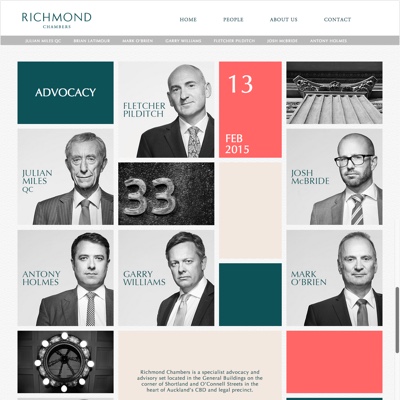 RICHMOND
CHAMBERS
HOME PEOPLE ABOUT US CONTACT
JULIAN MILES QC BRIAN LATIMOUR MARK O'BRIEN GARRY WILLIAMS FLETCHER PILDITCH JOSH McBRIDE ANTONY HOLMES
ADVOCACY
FLETCHER
PILDITCH
13
FEB
2015
JULIAN
MILES
QC
33
JOSH
McBRIDE
ANTONY
HOLMES
GARRY
WILLIAMS
MARK
O'BRIEN
Richmond Chambers is a specialist advocacy and
advisory set located in the General Buildings on the
corner of Shortland and O'Connell Streets in the
heart of Auckland's CBD and legal precinct.